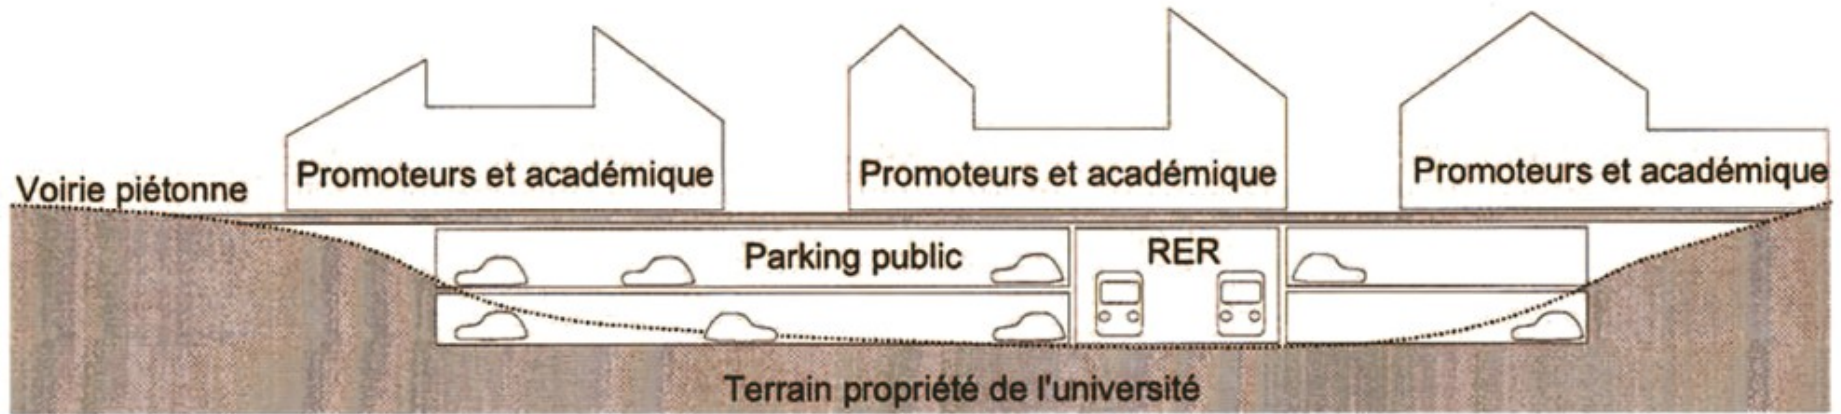 Promoteurs et académique
Promoteurs et académique
Promoteurs et académique
Voirie piétonne
Parking public
RER
Terrain propriété de l'université